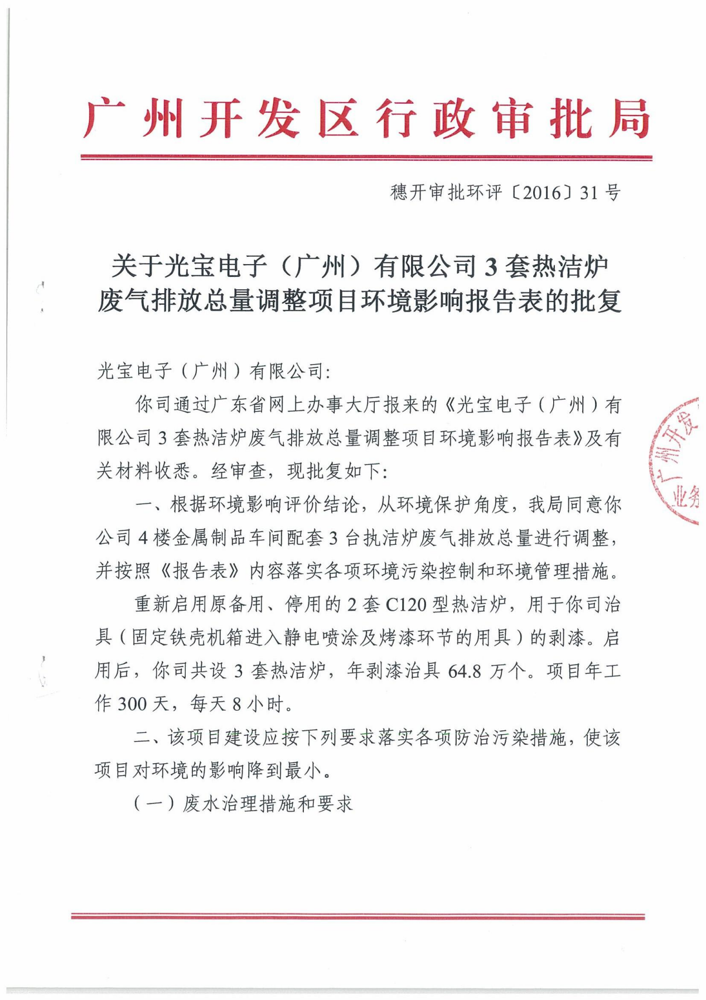 广州开发区行政审批局
穗开审批环评〔2016〕31号
关于光宝电子（广州）有限公司3套热洁炉
废气排放总量调整项目环境影响报告表的批复
光宝电子（广州）有限公司:
你司通过广东省网上办事大厅报来的《光宝电子（广州）有
限公司3套热洁炉废气排放总量调整项目环境影响报告表》及有
关材料收悉。经审查，现批复如下:
一、根据环境影响评价结论，从环境保护角度，我局同意你
公司4楼金属制品车间配套3台执洁炉废气排放总量进行调整，
并按照《报告表》内容落实各项环境污染控制和环境管理措施。
重新启用原备用、停用的2套C120型热洁炉，用于你司治
具（固定铁壳机箱进入静电喷涂及烤漆环节的用具）的剥漆。启
用后，你司共设3套热洁炉，年剥漆治具64.8万个。项目年工
作300天，每天8小时。
二、该项目建设应按下列要求落实各项防治污染措施，使该
项目对环境的影响降到最小。
（一）废水治理措施和要求
广州开发
业务